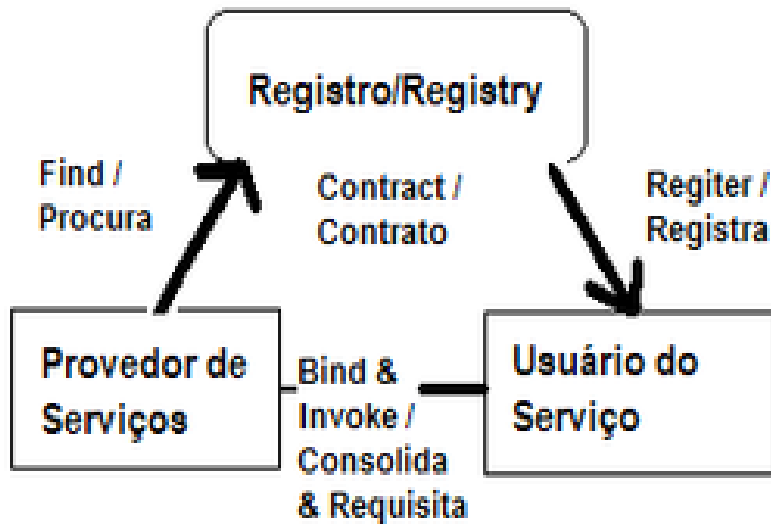 Registro/Registry
Find /
Procura
Contract /
Contrato
Regiter /
Registra
Provedor de
Serviços
Bind &
Invoke /
Consolida
& Requisita
Usuário do
Serviço